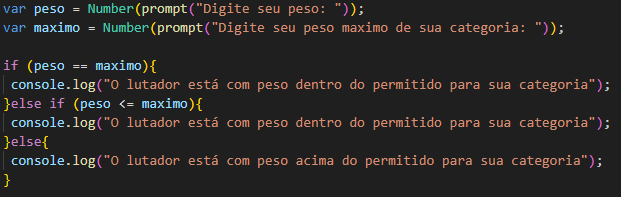 var peso = Number(prompt("Digite seu peso: "));
var maximo = Number(prompt("Digite seu peso maximo de sua categoria: "));
if (peso == maximo){
console.log("O lutador está com peso dentro do permitido para sua categoria");
}else if (peso <= maximo){
console.log("O lutador está com peso dentro do permitido para sua categoria");
}else{
console.log("O lutador está com peso acima do permitido para sua categoria");
}